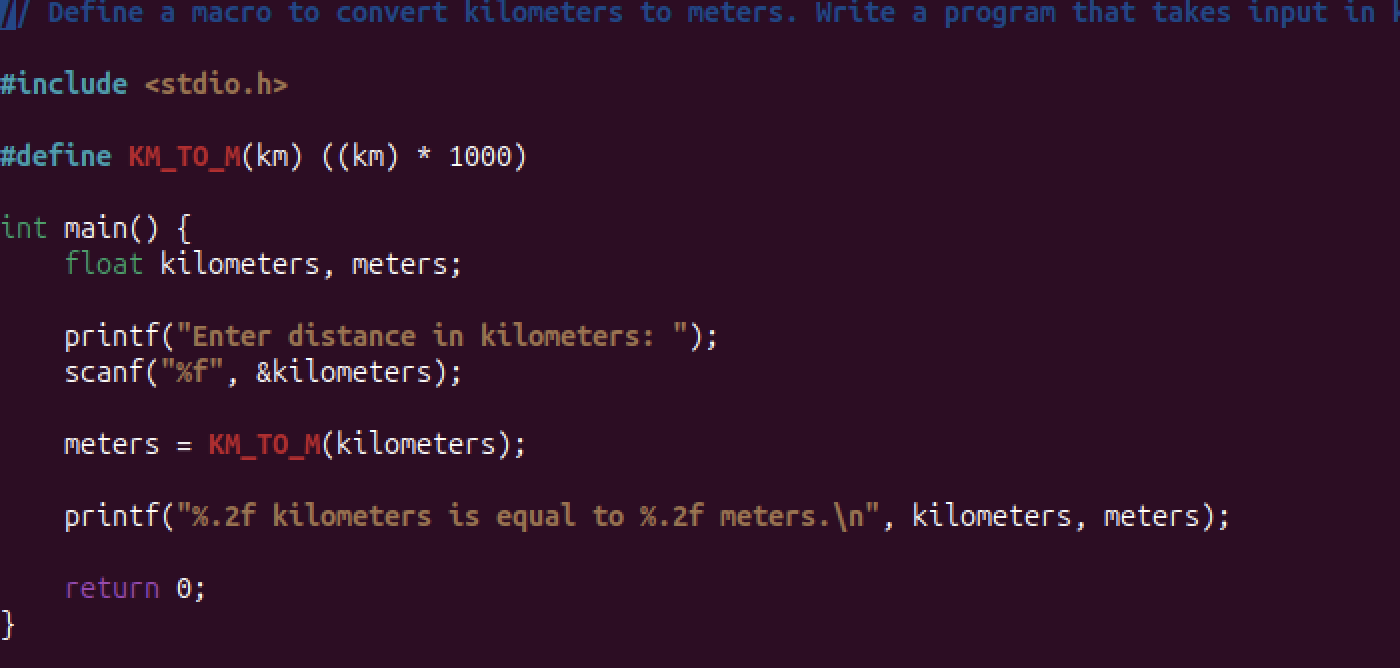 // Define a macro to convert kilometers to meters. Write a program that takes input in
#include <stdio.h>
#define KM_TO_M(km) ((km) * 1000)
int main() {
    float kilometers, meters;
    printf("Enter distance in kilometers: ");
    scanf("%f", &kilometers);
    meters = KM_TO_M(kilometers);
    printf("%.2f kilometers is equal to %.2f meters.\n", kilometers, meters);
    return 0;
}